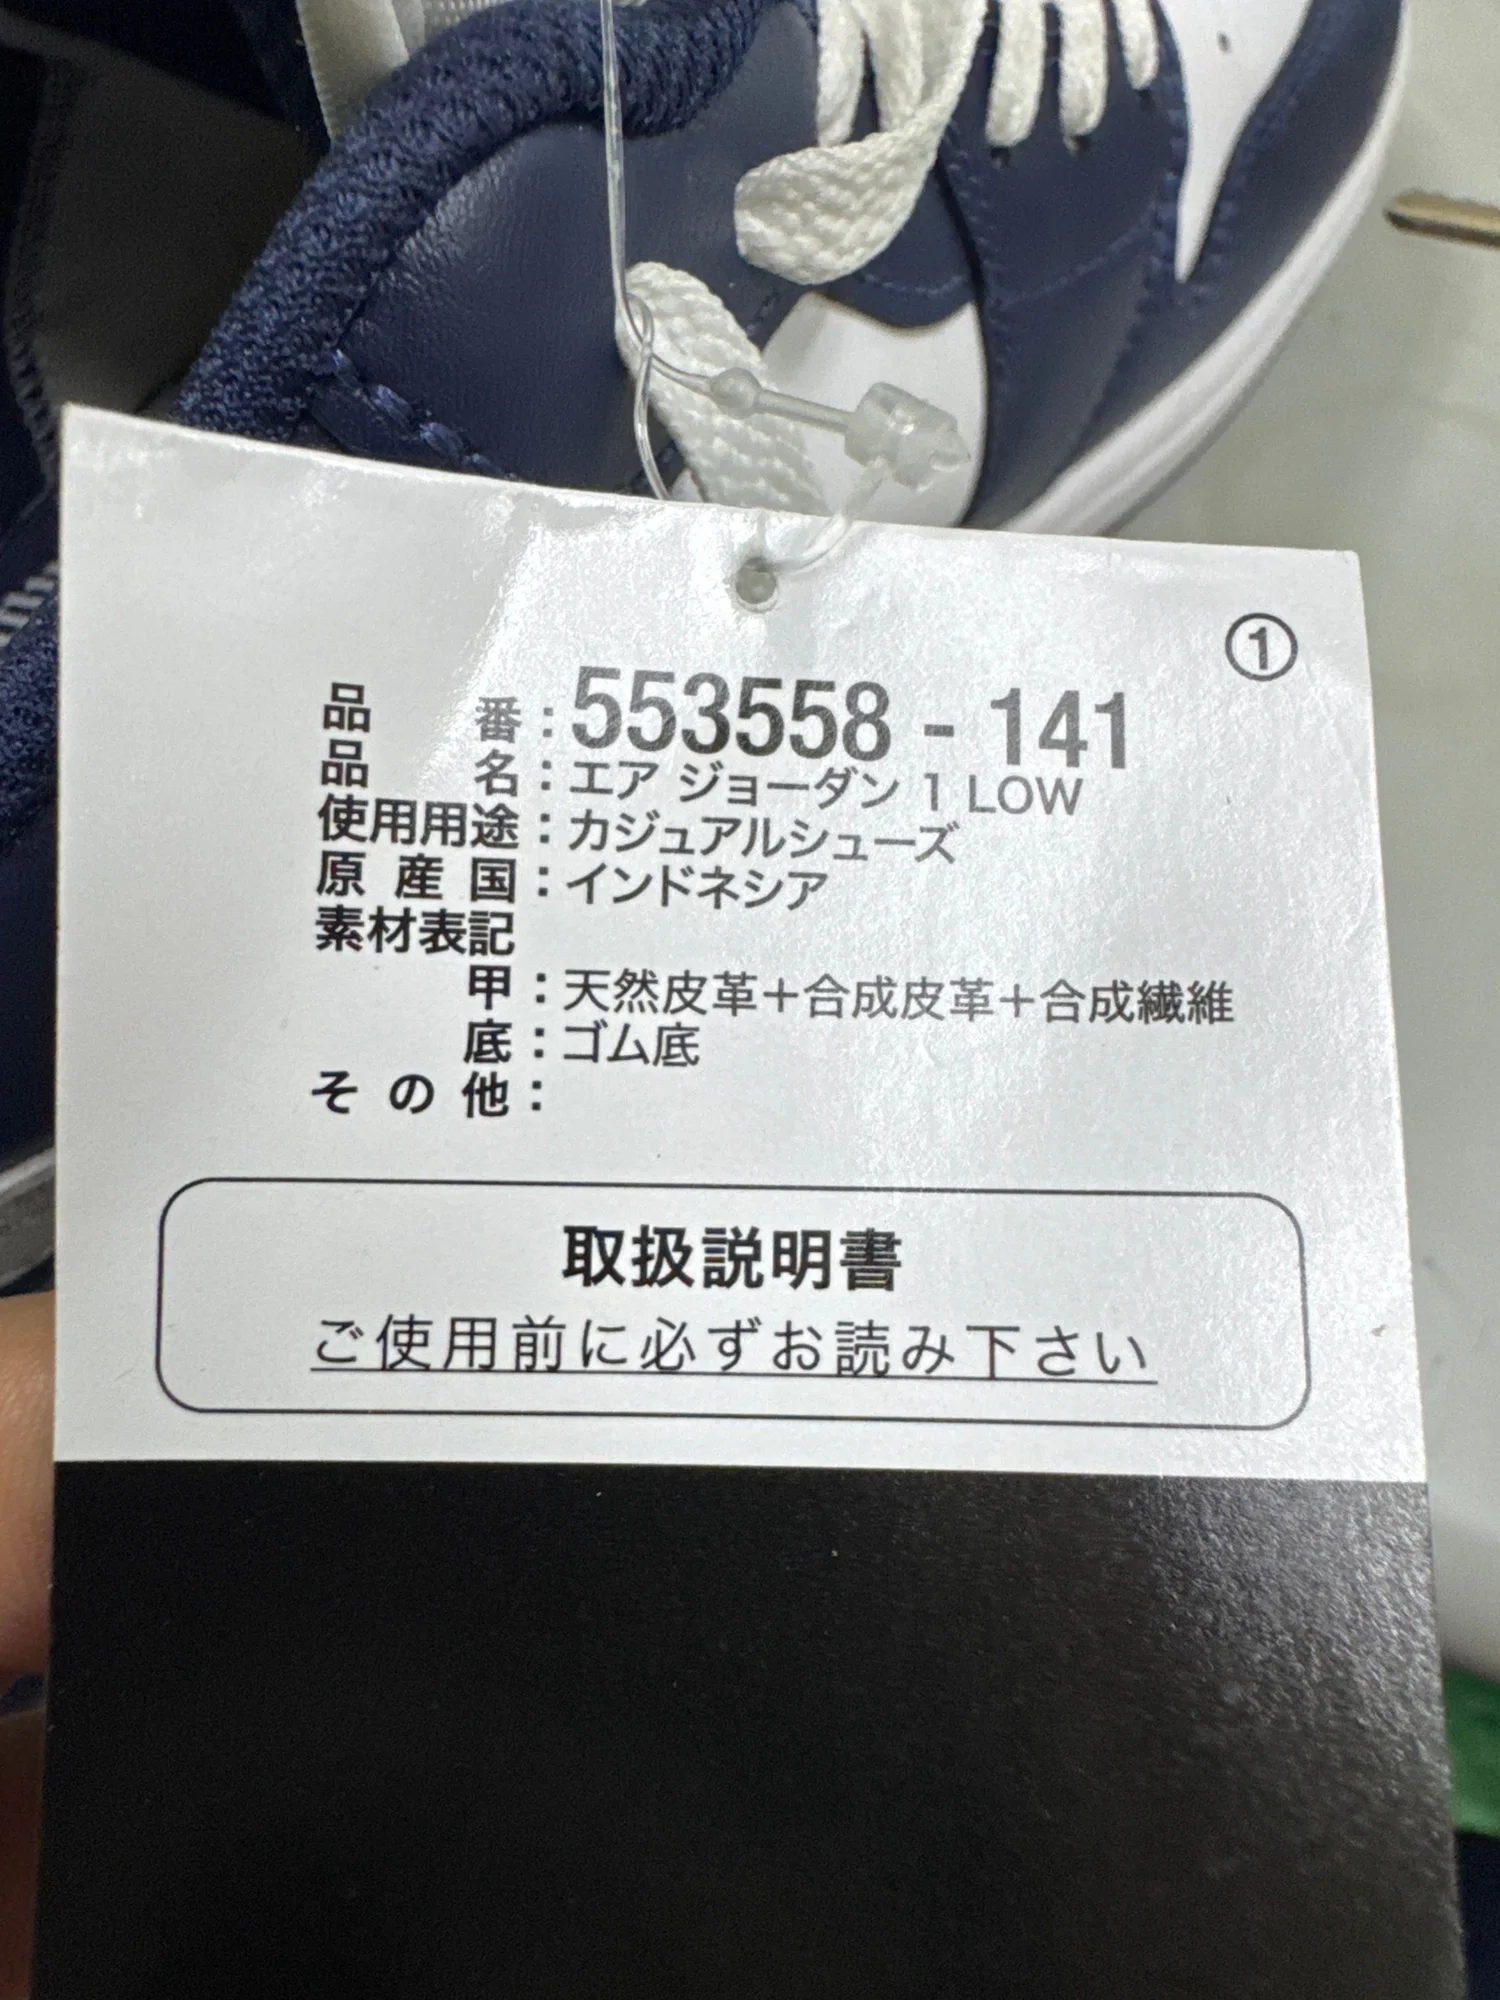 ①
品番：553558 - 141
品名：エア ジョーダン 1 LOW
使用用途：カジュアルシューズ
原産国：インドネシア
素材表記
甲：天然皮革＋合成皮革＋合成繊維
底：ゴム底
その他：
取扱説明書
ご使用前に必ずお読み下さい